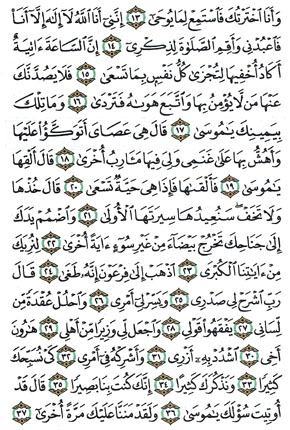 وَأَنَا ٱخْتَرْتُكَ فَٱسْتَمِعْ لِمَا يُوحَىٰٓ ١٣ إِنَّنِىٓ أَنَا ٱللَّهُ لَآ إِلَٰهَ إِلَّآ أَنَا۠
فَٱعْبُدْنِى وَأَقِمِ ٱلصَّلَوٰةَ لِذِكْرِىٓ ١٤ إِنَّ ٱلسَّاعَةَ ءَاتِيَةٌ
أَكَادُ أُخْفِيهَا لِتُجْزَىٰ كُلُّ نَفْسٍۭ بِمَا تَسْعَىٰ ١٥ فَلَا يَصُدَّنَّكَ
عَنْهَا مَن لَّا يُؤْمِنُ بِهَا وَٱتَّبَعَ هَوَىٰهُ فَتَرْدَىٰ ١٦ وَمَا تِلْكَ
بِيَمِينِكَ يَٰمُوسَىٰ ١٧ قَالَ هِىَ عَصَاىَ أَتَوَكَّؤُا۟ عَلَيْهَا
وَأَهُشُّ بِهَا عَلَىٰ غَنَمِى وَلِىَ فِيهَا مَـَٔارِبُ أُخْرَىٰ ١٨ قَالَ أَلْقِهَا
يَٰمُوسَىٰ ١٩ فَأَلْقَىٰهَا فَإِذَا هِىَ حَيَّةٌ تَسْعَىٰ ٢٠ قَالَ خُذْهَا
وَلَا تَخَفْ ۖ سَنُعِيدُهَا سِيرَتَهَا ٱلْأُولَىٰ ٢١ وَٱضْمُمْ يَدَكَ
إِلَىٰ جَنَاحِكَ تَخْرُجْ بَيْضَآءَ مِنْ غَيْرِ سُوٓءٍ ءَايَةً أُخْرَىٰ ٢٢ لِنُرِيَكَ
مِنْ ءَايَٰتِنَا ٱلْكُبْرَى ٢٣ ٱذْهَبْ إِلَىٰ فِرْعَوْنَ إِنَّهُۥ طَغَىٰ ٢٤ قَالَ
رَبِّ ٱشْرَحْ لِى صَدْرِى ٢٥ وَيَسِّرْ لِىٓ أَمْرِى ٢٦ وَٱحْلُلْ عُقْدَةً مِّن
لِّسَانِى ٢٧ يَفْقَهُوا۟ قَوْلِى ٢٨ وَٱجْعَل لِّى وَزِيرًا مِّنْ أَهْلِى ٢٩ هَٰرُونَ
أَخِى ٣٠ ٱشْدُدْ بِهِۦٓ أَزْرِى ٣١ وَأَشْرِكْهُ فِىٓ أَمْرِى ٣٢ كَىْ نُسَبِّحَكَ
كَثِيرًا ٣٣ وَنَذْكُرَكَ كَثِيرًا ٣٤ إِنَّكَ كُنتَ بِنَا بَصِيرًا ٣٥ قَالَ قَدْ
أُوتِيتَ سُؤْلَكَ يَٰمُوسَىٰ ٣٦ وَلَقَدْ مَنَنَّا عَلَيْكَ مَرَّةً أُخْرَىٰٓ ٣٧